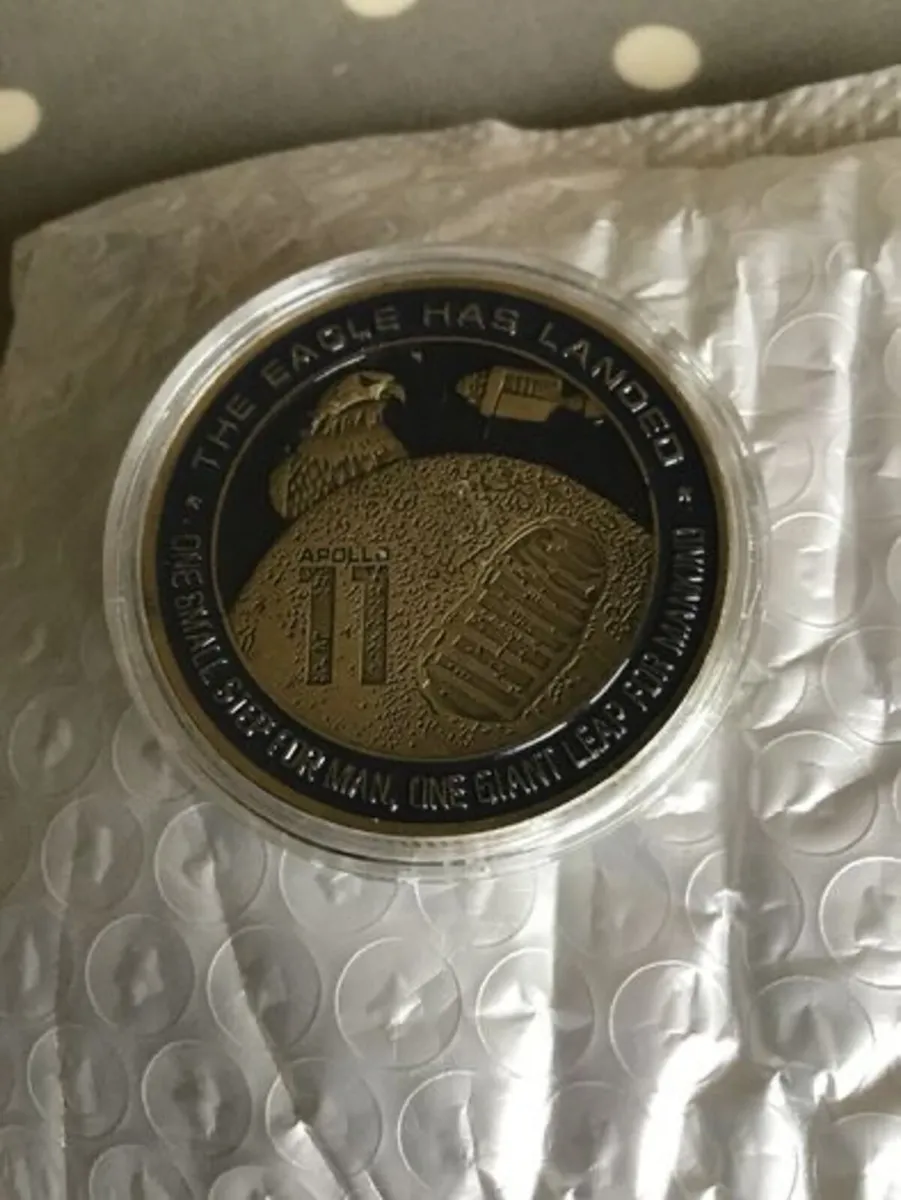 THE EAGLE HAS LANDED
APOLLO
11
ONE SMALL STEP FOR MAN, ONE GIANT LEAP FOR MANKIND